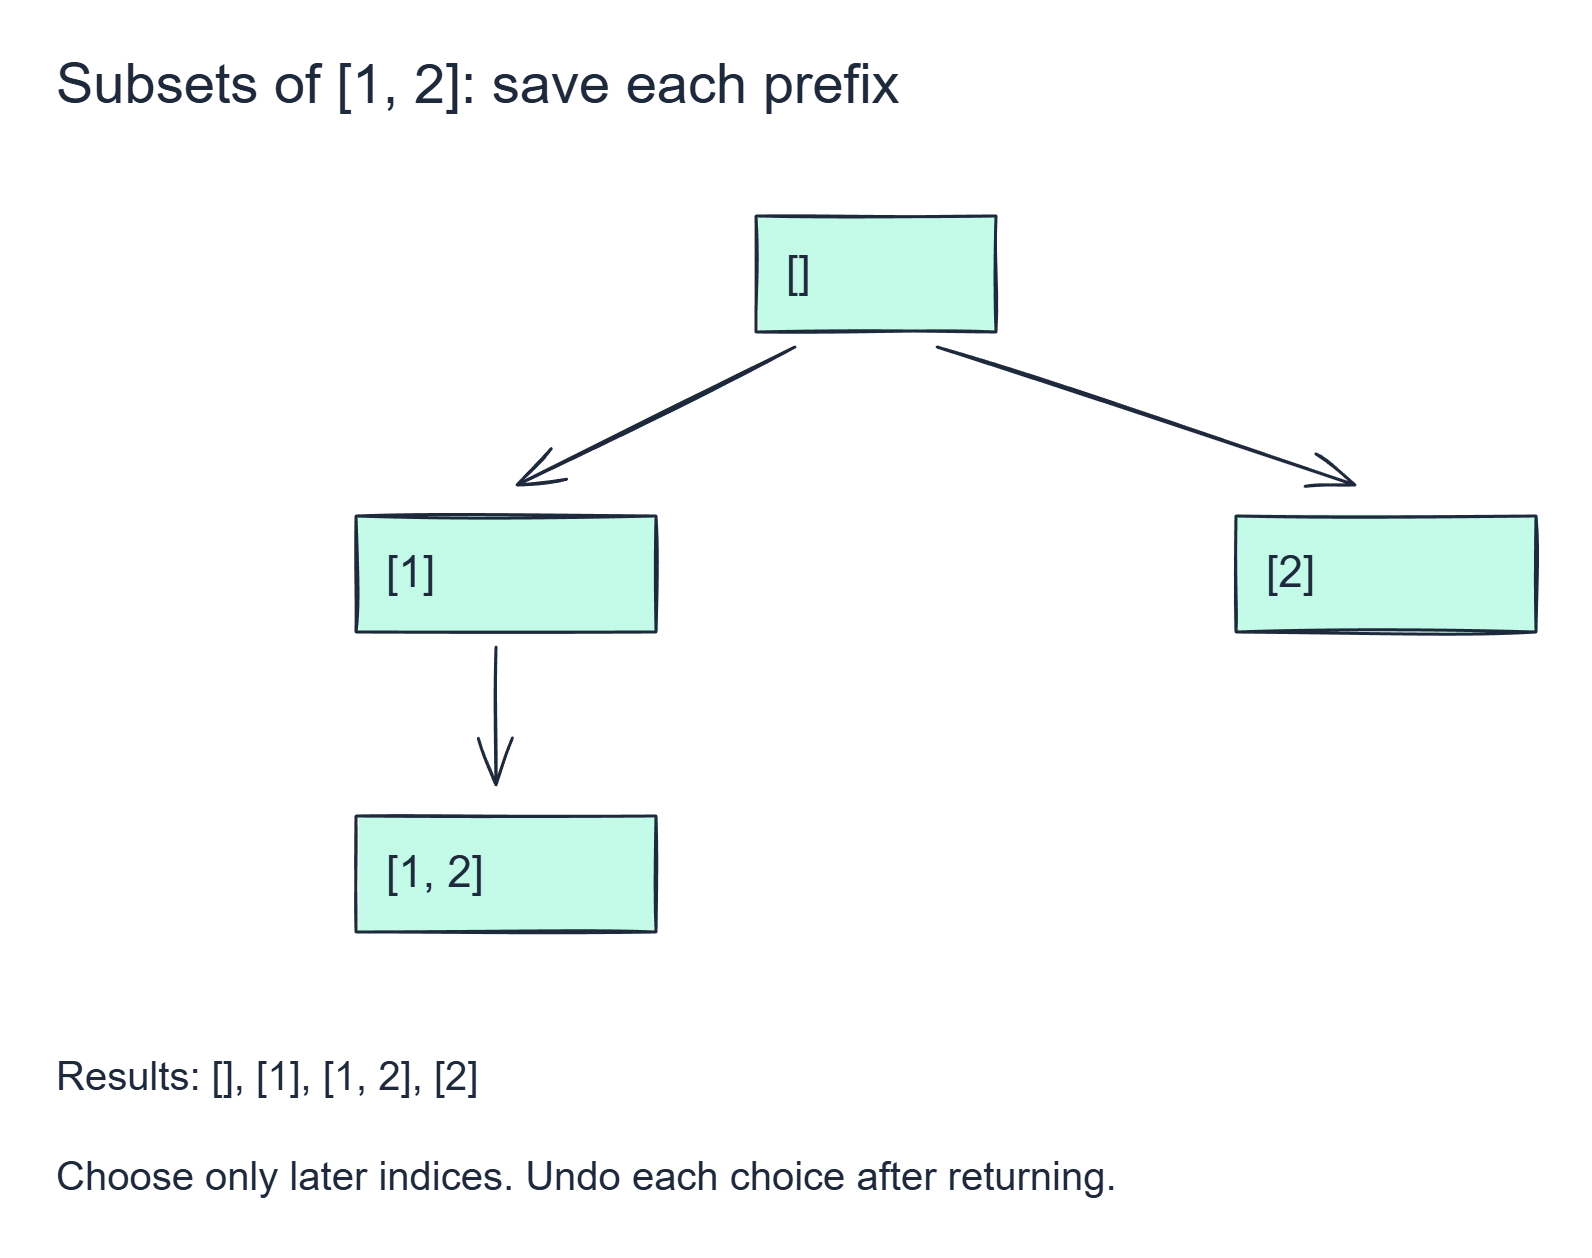 Subsets of [1, 2]: save each prefix
[]
[1]
[2]
[1, 2]
Results: [], [1], [1, 2], [2]
Choose only later indices. Undo each choice after returning.